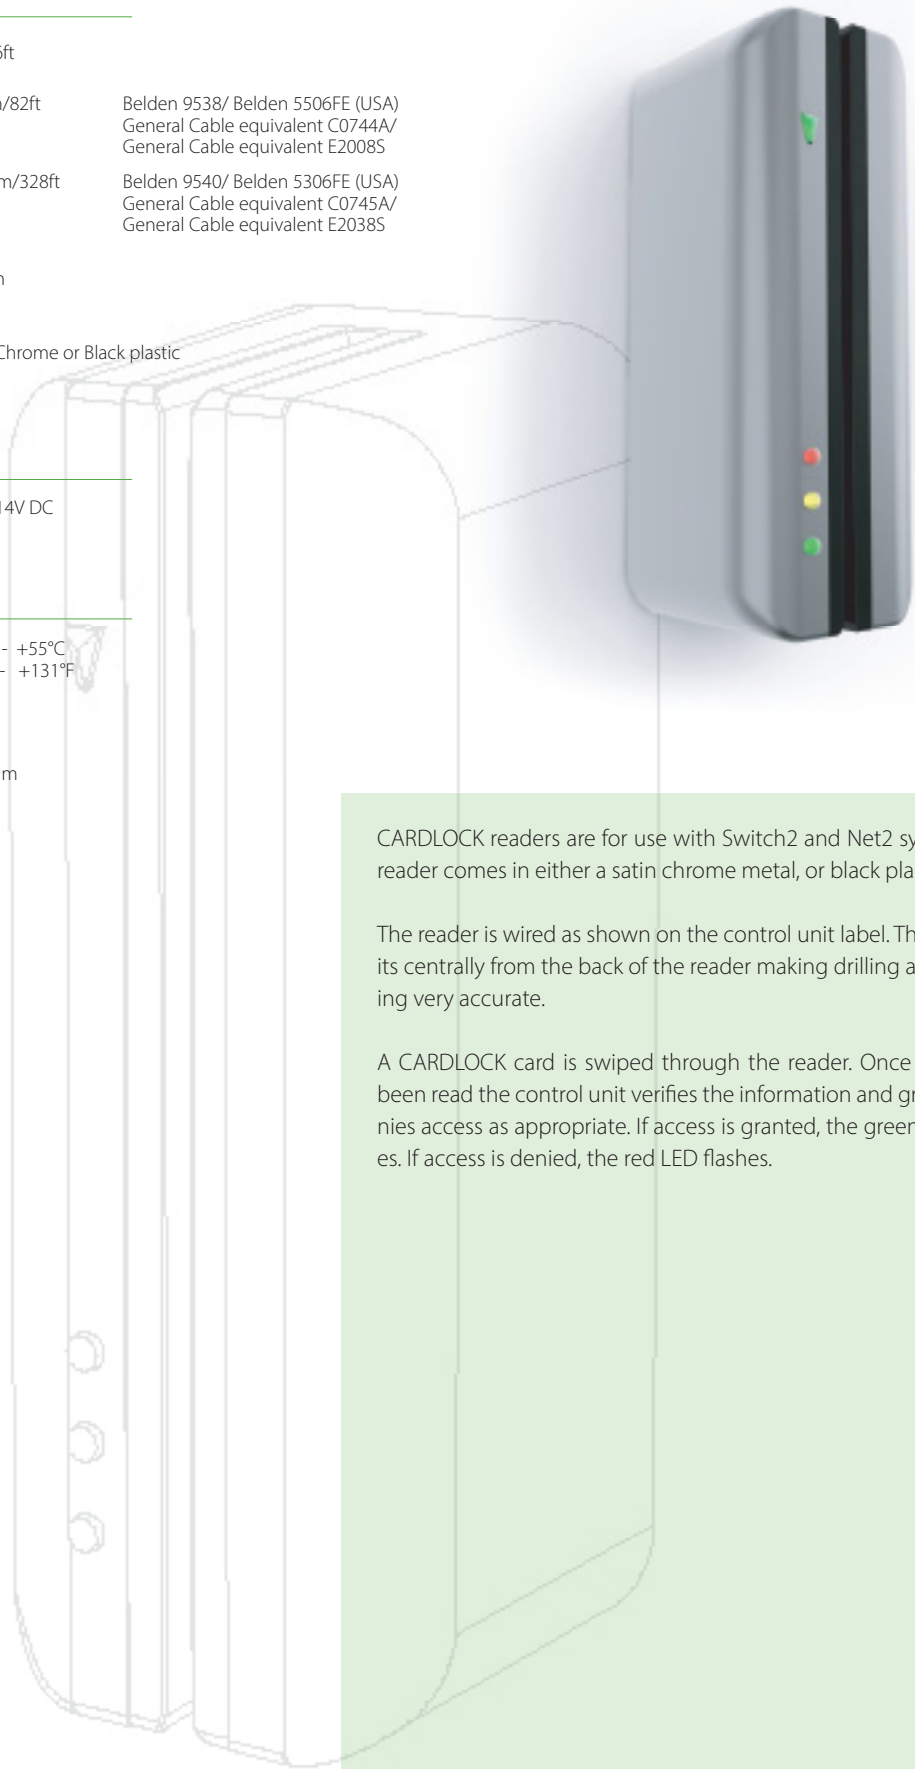 6ft
/82ft Belden 9538/ Belden 5506FE (USA)
General Cable equivalent C0744A/
General Cable equivalent E2008S
m/328ft Belden 9540/ Belden 5306FE (USA)
General Cable equivalent C0745A/
General Cable equivalent E2038S
Chrome or Black plastic
14V DC
- +55°C
- +131°F
m
CARDLOCK readers are for use with Switch2 and Net2 sy
reader comes in either a satin chrome metal, or black pla
The reader is wired as shown on the control unit label. Th
its centrally from the back of the reader making drilling a
ing very accurate.
A CARDLOCK card is swiped through the reader. Once
been read the control unit verifies the information and gr
nies access as appropriate. If access is granted, the green
es. If access is denied, the red LED flashes.